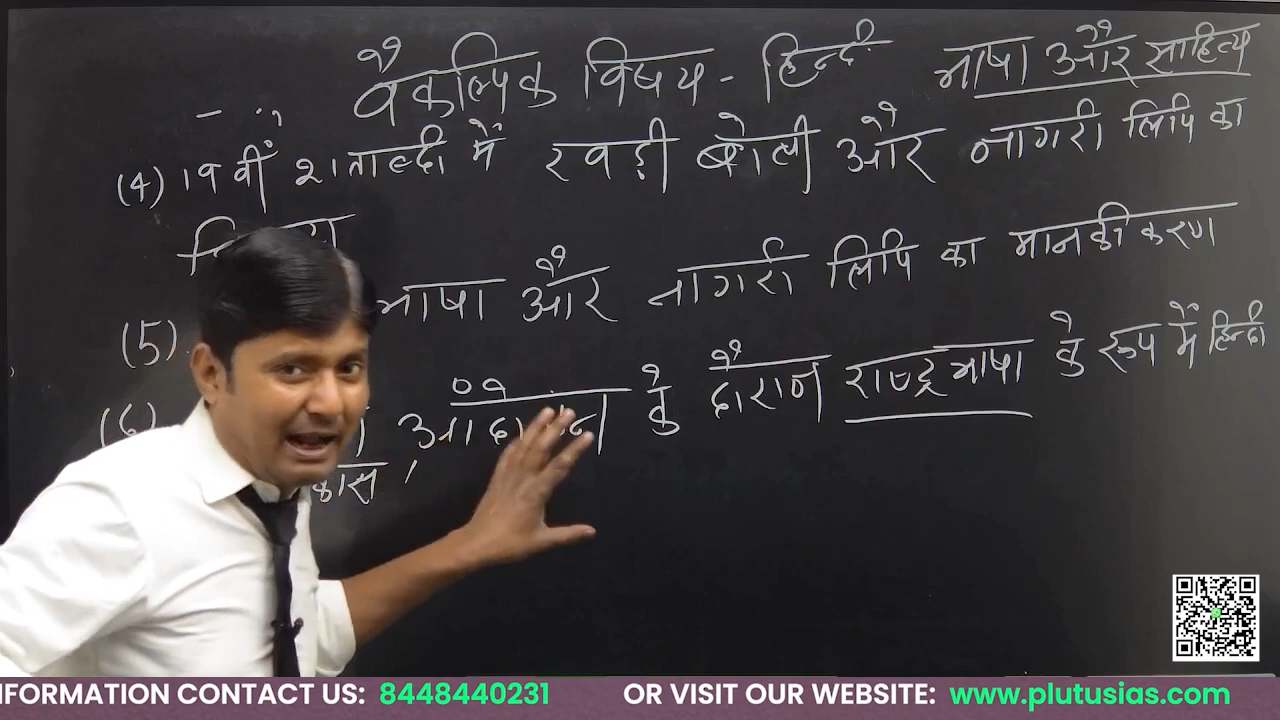 वैकल्पिक विषय - हिन्दी भाषा और साहित्य
(4) 19वीं शताब्दी में खड़ी बोली और नागरी लिपि का
(5) भाषा और नागरी लिपि का मानकीकरण
(6) के दौरान राष्ट्रभाषा के रूप में हिन्दी
INFORMATION CONTACT US: 8448440231 OR VISIT OUR WEBSITE: www.plutusias.com